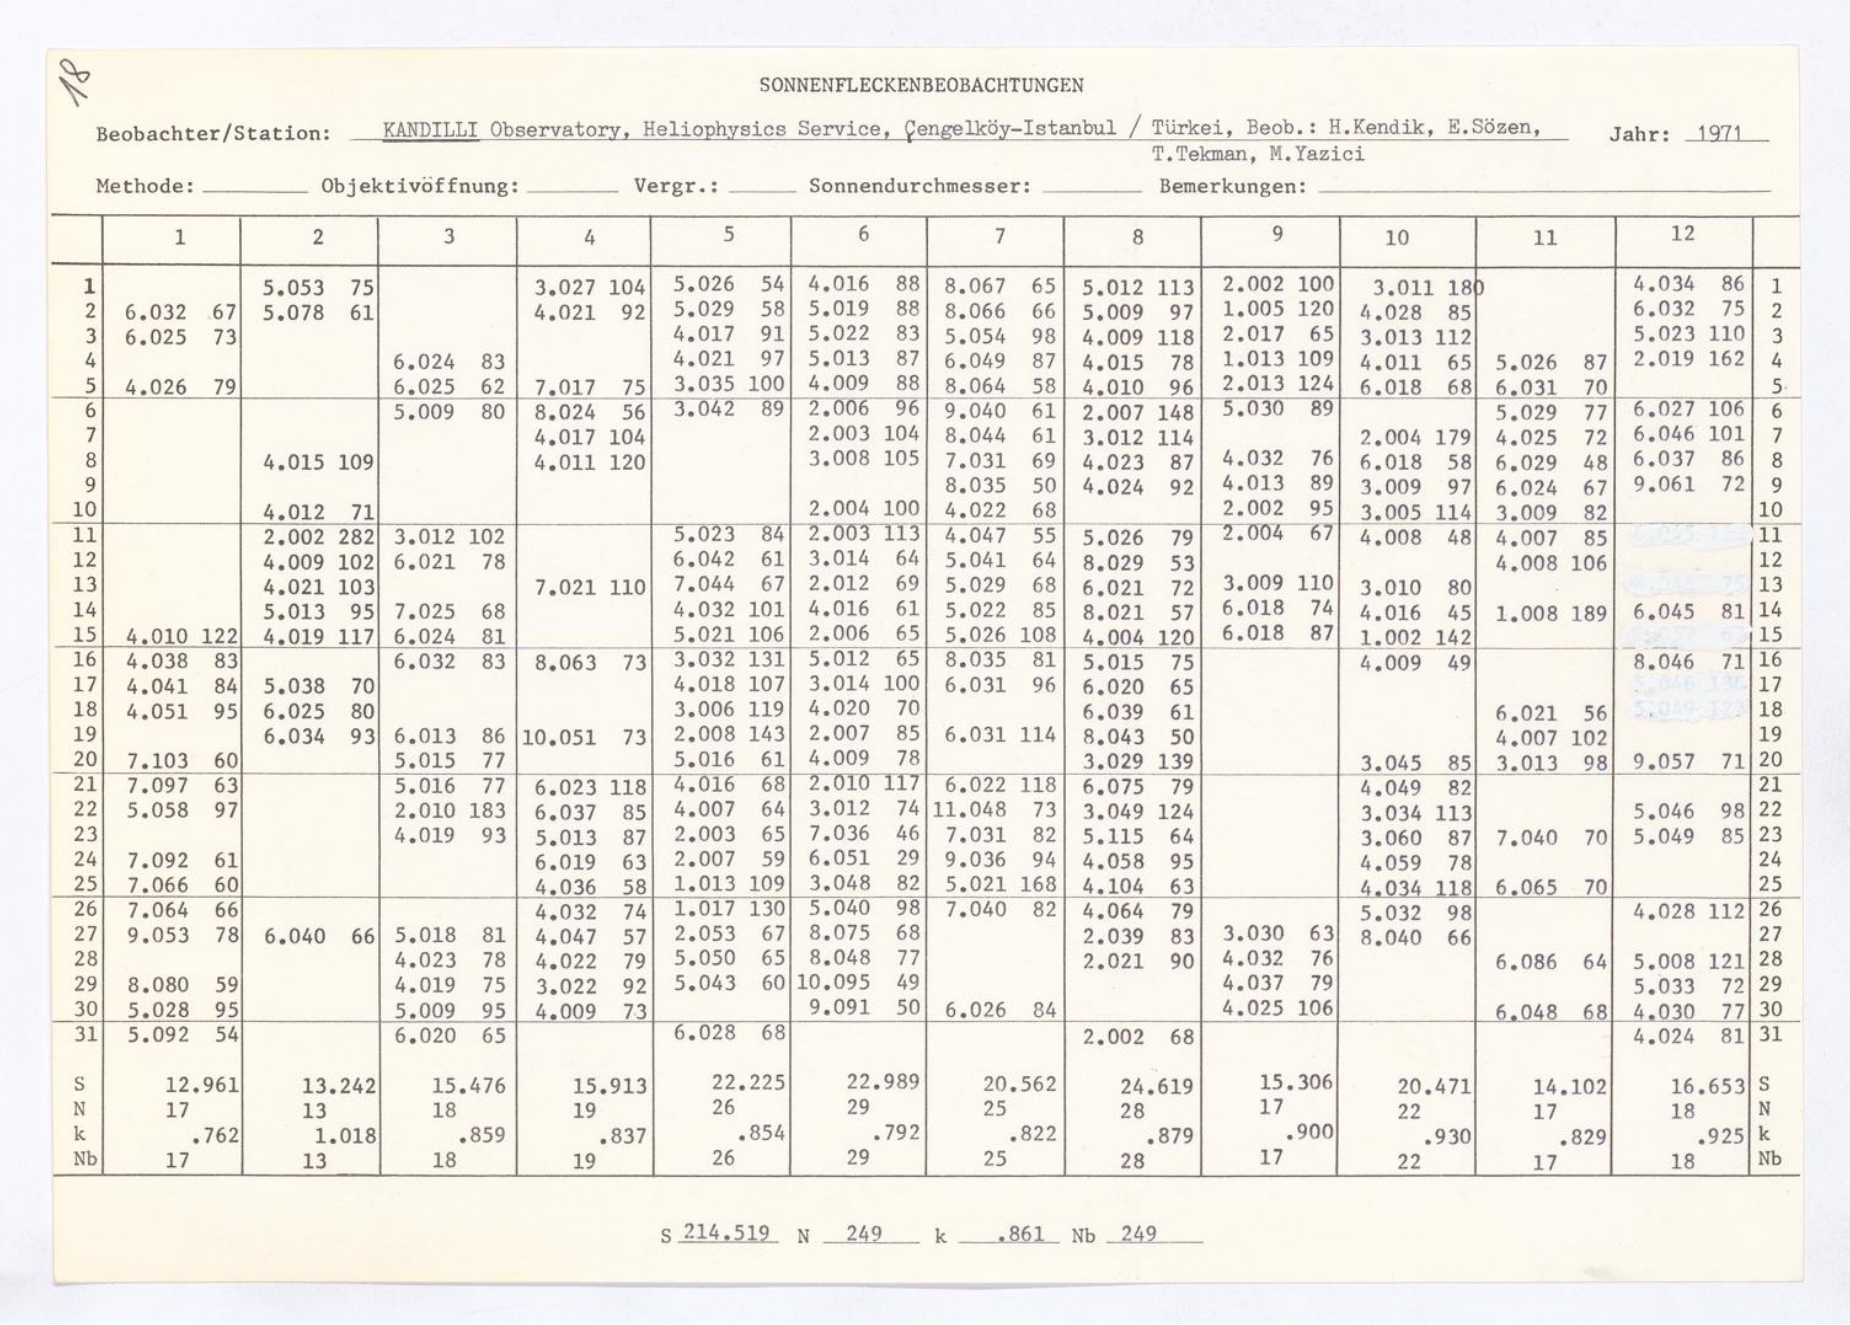 18
SONNENFLECKENBEOBACHTUNGEN
Beobachter/Station: KANDILLI Observatory, Heliophysics Service, Çengelköy-Istanbul / Türkei, Beob.: H.Kendik, E.Sözen, Jahr: 1971
T.Tekman, M.Yazici
Methode: Objektivöffnung: Vergr.: Sonnendurchmesser: Bemerkungen:
1 2 3 4 5 6 7 8 9 10 11 12
1 5.053 75 3.027 104 5.026 54 4.016 88 8.067 65 5.012 113 2.002 100 3.011 180 4.034 86 1
2 6.032 67 5.078 61 4.021 92 5.029 58 5.019 88 8.066 66 5.009 97 1.005 120 4.028 85 6.032 75 2
3 6.025 73 4.017 91 5.022 83 5.054 98 4.009 118 2.017 65 3.013 112 5.023 110 3
4 6.024 83 4.021 97 5.013 87 6.049 87 4.015 78 1.013 109 4.011 65 5.026 87 2.019 162 4
5 4.026 79 6.025 62 7.017 75 3.035 100 4.009 88 8.064 58 4.010 96 2.013 124 6.018 68 6.031 70 5
6 5.009 80 8.024 56 3.042 89 2.006 96 9.040 61 2.007 148 5.030 89 5.029 77 6.027 106 6
7 4.017 104 2.003 104 8.044 61 3.012 114 2.004 179 4.025 72 6.046 101 7
8 4.015 109 4.011 120 3.008 105 7.031 69 4.023 87 4.032 76 6.018 58 6.029 48 6.037 86 8
9 8.035 50 4.024 92 4.013 89 3.009 97 6.024 67 9.061 72 9
10 4.012 71 2.004 100 4.022 68 2.002 95 3.005 114 3.009 82 10
11 2.002 282 3.012 102 5.023 84 2.003 113 4.047 55 5.026 79 2.004 67 4.008 48 4.007 85 11
12 4.009 102 6.021 78 6.042 61 3.014 64 5.041 64 8.029 53 4.008 106 12
13 4.021 103 7.021 110 7.044 67 2.012 69 5.029 68 6.021 72 3.009 110 3.010 80 13
14 5.013 95 7.025 68 4.032 101 4.016 61 5.022 85 8.021 57 6.018 74 4.016 45 1.008 189 6.045 81 14
15 4.010 122 4.019 117 6.024 81 5.021 106 2.006 65 5.026 108 4.004 120 6.018 87 1.002 142 15
16 4.038 83 6.032 83 8.063 73 3.032 131 5.012 65 8.035 81 5.015 75 4.009 49 8.046 71 16
17 4.041 84 5.038 70 4.018 107 3.014 100 6.031 96 6.020 65 17
18 4.051 95 6.025 80 3.006 119 4.020 70 6.039 61 6.021 56 18
19 6.034 93 6.013 86 10.051 73 2.008 143 2.007 85 6.031 114 8.043 50 4.007 102 19
20 7.103 60 5.015 77 5.016 61 4.009 78 3.029 139 3.045 85 3.013 98 9.057 71 20
21 7.097 63 5.016 77 6.023 118 4.016 68 2.010 117 6.022 118 6.075 79 4.049 82 21
22 5.058 97 2.010 183 6.037 85 4.007 64 3.012 74 11.048 73 3.049 124 3.034 113 5.046 98 22
23 4.019 93 5.013 87 2.003 65 7.036 46 7.031 82 5.115 64 3.060 87 7.040 70 5.049 85 23
24 7.092 61 6.019 63 2.007 59 6.051 29 9.036 94 4.058 95 4.059 78 24
25 7.066 60 4.036 58 1.013 109 3.048 82 5.021 168 4.104 63 4.034 118 6.065 70 25
26 7.064 66 4.032 74 1.017 130 5.040 98 7.040 82 4.064 79 5.032 98 4.028 112 26
27 9.053 78 6.040 66 5.018 81 4.047 57 2.053 67 8.075 68 2.039 83 3.030 63 8.040 66 27
28 4.023 78 4.022 79 5.050 65 8.048 77 2.021 90 4.032 76 6.086 64 5.008 121 28
29 8.080 59 4.019 75 3.022 92 5.043 60 10.095 49 4.037 79 5.033 72 29
30 5.028 95 5.009 95 4.009 73 9.091 50 6.026 84 4.025 106 6.048 68 4.030 77 30
31 5.092 54 6.020 65 6.028 68 2.002 68 4.024 81 31
S 12.961 13.242 15.476 15.913 22.225 22.989 20.562 24.619 15.306 20.471 14.102 16.653 S
N 17 13 18 19 26 29 25 28 17 22 17 18 N
k .762 1.018 .859 .837 .854 .792 .822 .879 .900 .930 .829 .925 k
Nb 17 13 18 19 26 29 25 28 17 22 17 18 Nb
S 214.519 N 249 k .861 Nb 249